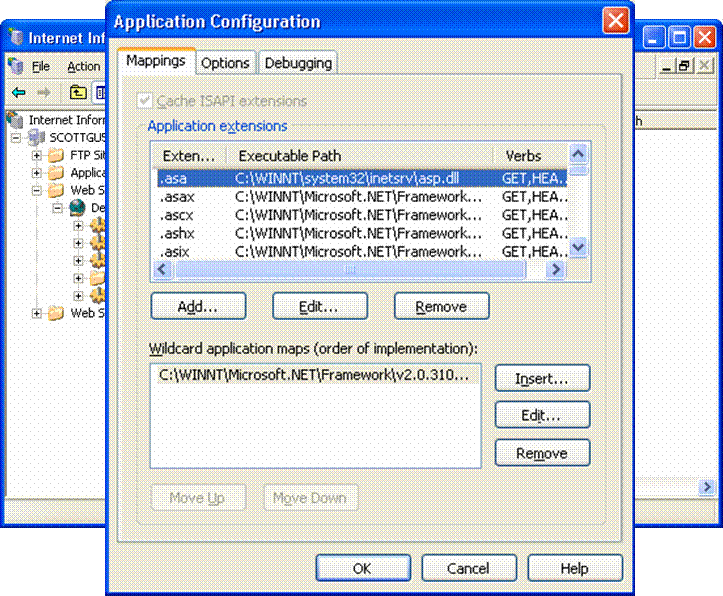 Application Configuration
Internet Inf
File Action
Mappings Options Debugging
Cache ISAPI extensions
Application extensions
Exten... Executable Path Verbs
.asa C:\WINNT\system32\inetsrv\asp.dll GET,HEA...
.asax C:\WINNT\Microsoft.NET\Framework... GET,HEA...
.ascx C:\WINNT\Microsoft.NET\Framework... GET,HEA...
.ashx C:\WINNT\Microsoft.NET\Framework... GET,HEA...
.asix C:\WINNT\Microsoft.NET\Framework... GET,HEA...
Add... Edit... Remove
Wildcard application maps (order of implementation):
C:\WINNT\Microsoft.NET\Framework\v2.0.310...
Insert...
Edit...
Remove
Move Up Move Down
OK Cancel Help
Internet Inform
SCOTTGUS
FTP Sit
Applica
Web S
De
Web S
h